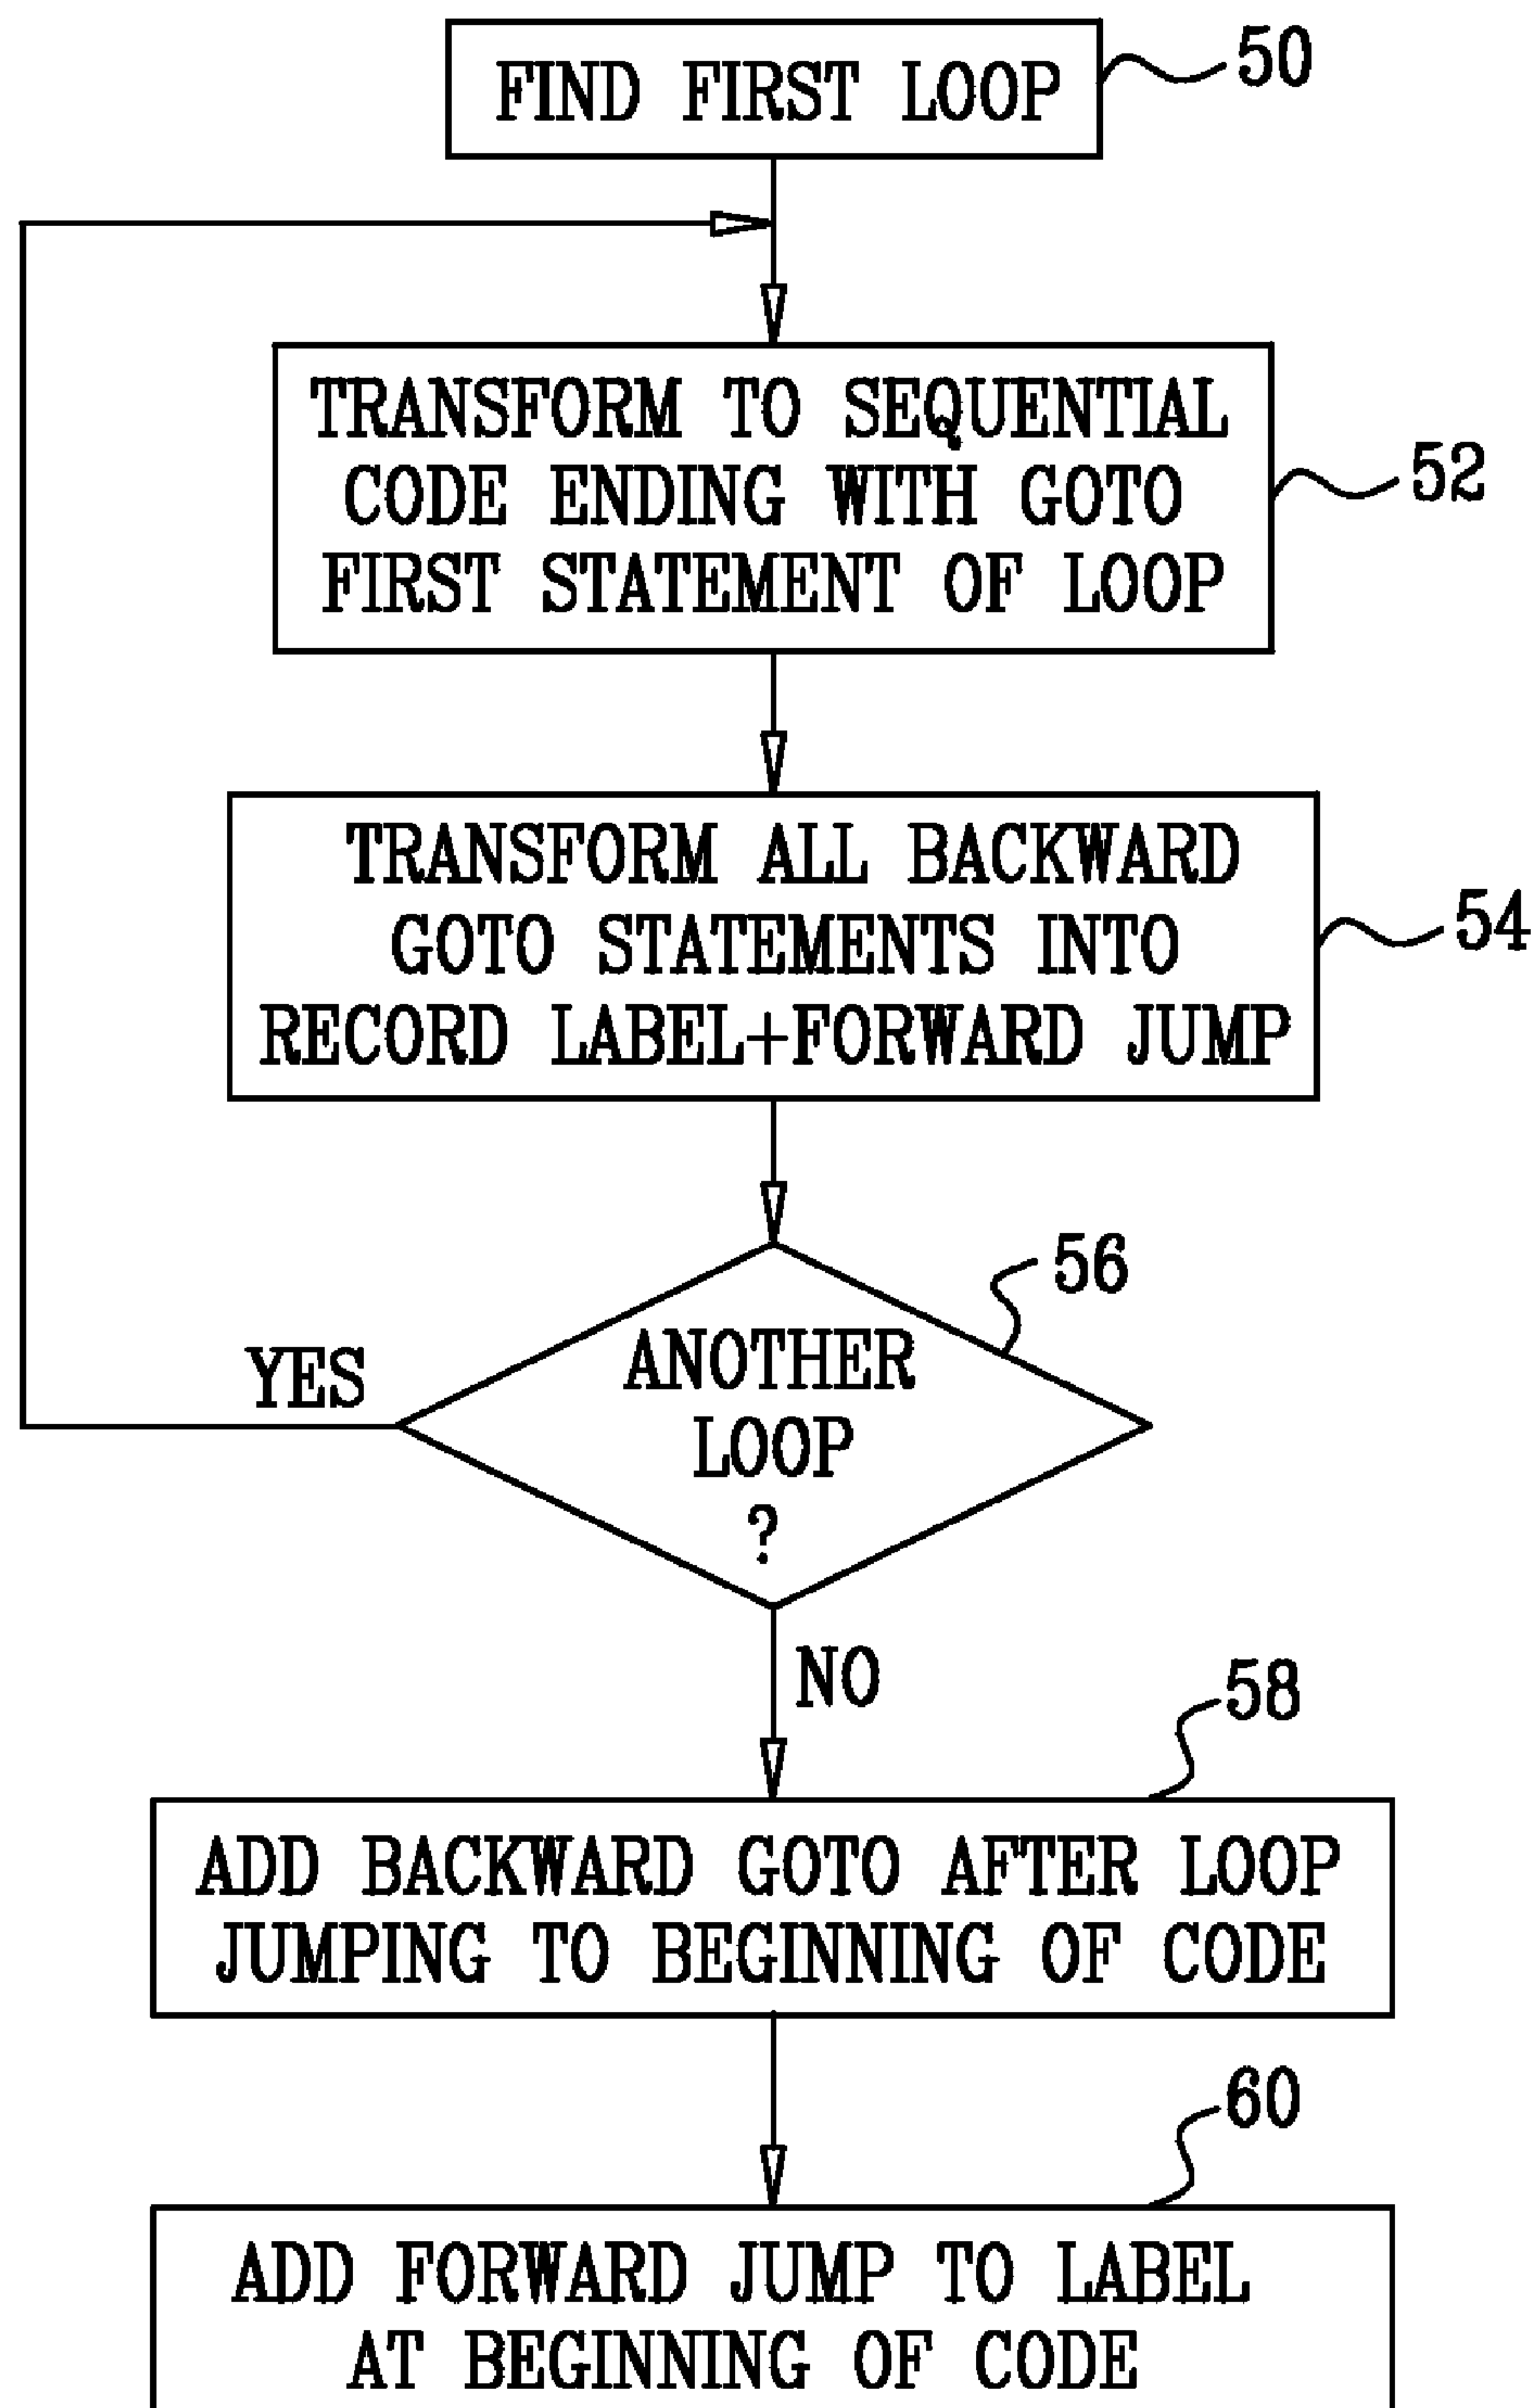 FIND FIRST LOOP
50
TRANSFORM TO SEQUENTIAL
CODE ENDING WITH GOTO
FIRST STATEMENT OF LOOP
52
TRANSFORM ALL BACKWARD
GOTO STATEMENTS INTO
RECORD LABEL+FORWARD JUMP
54
56
ANOTHER
LOOP
?
YES
NO
58
ADD BACKWARD GOTO AFTER LOOP
JUMPING TO BEGINNING OF CODE
60
ADD FORWARD JUMP TO LABEL
AT BEGINNING OF CODE